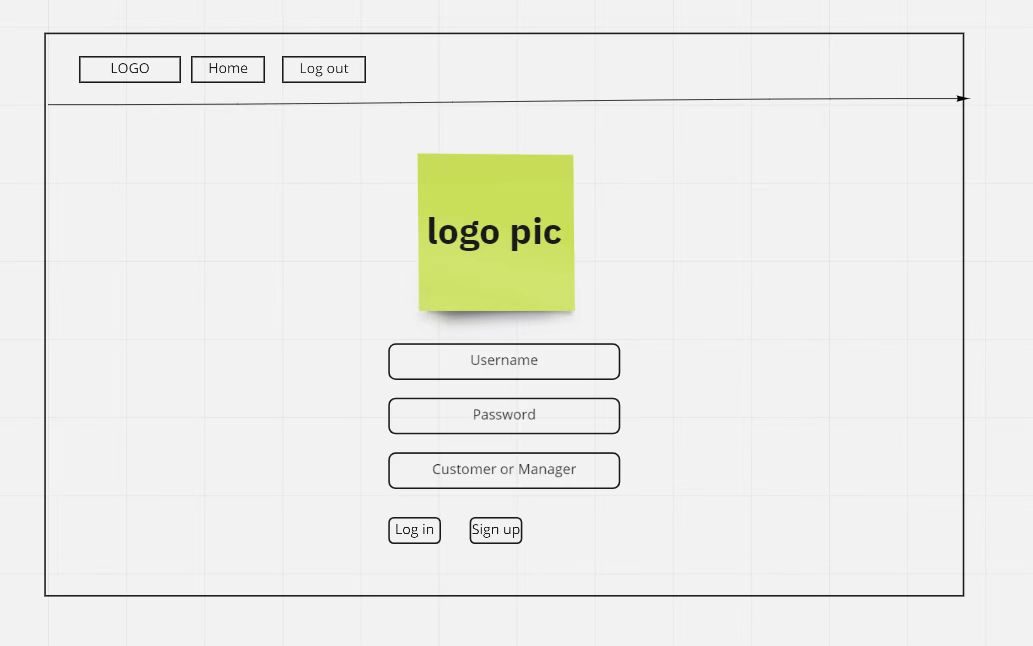 LOGO
Home
Log out
logo pic
Username
Password
Customer or Manager
Log in
Sign up